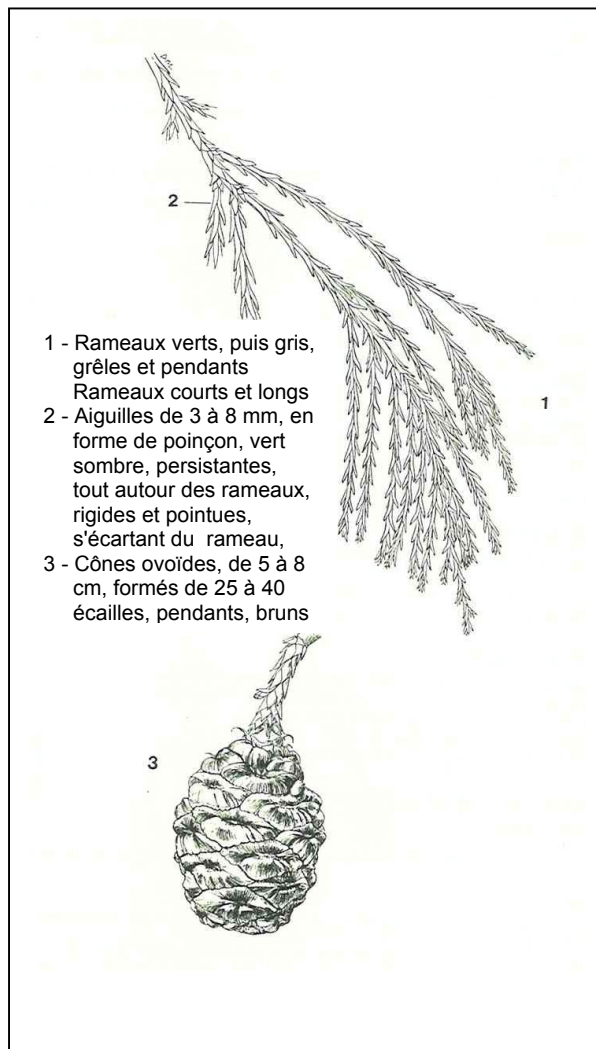 2
1 - Rameaux verts, puis gris,
grêles et pendants
Rameaux courts et longs
2 - Aiguilles de 3 à 8 mm, en
forme de poinçon, vert
sombre, persistantes,
tout autour des rameaux,
rigides et pointues,
s'écartant du rameau,
3 - Cônes ovoïdes, de 5 à 8
cm, formés de 25 à 40
écailles, pendants, bruns
1
3